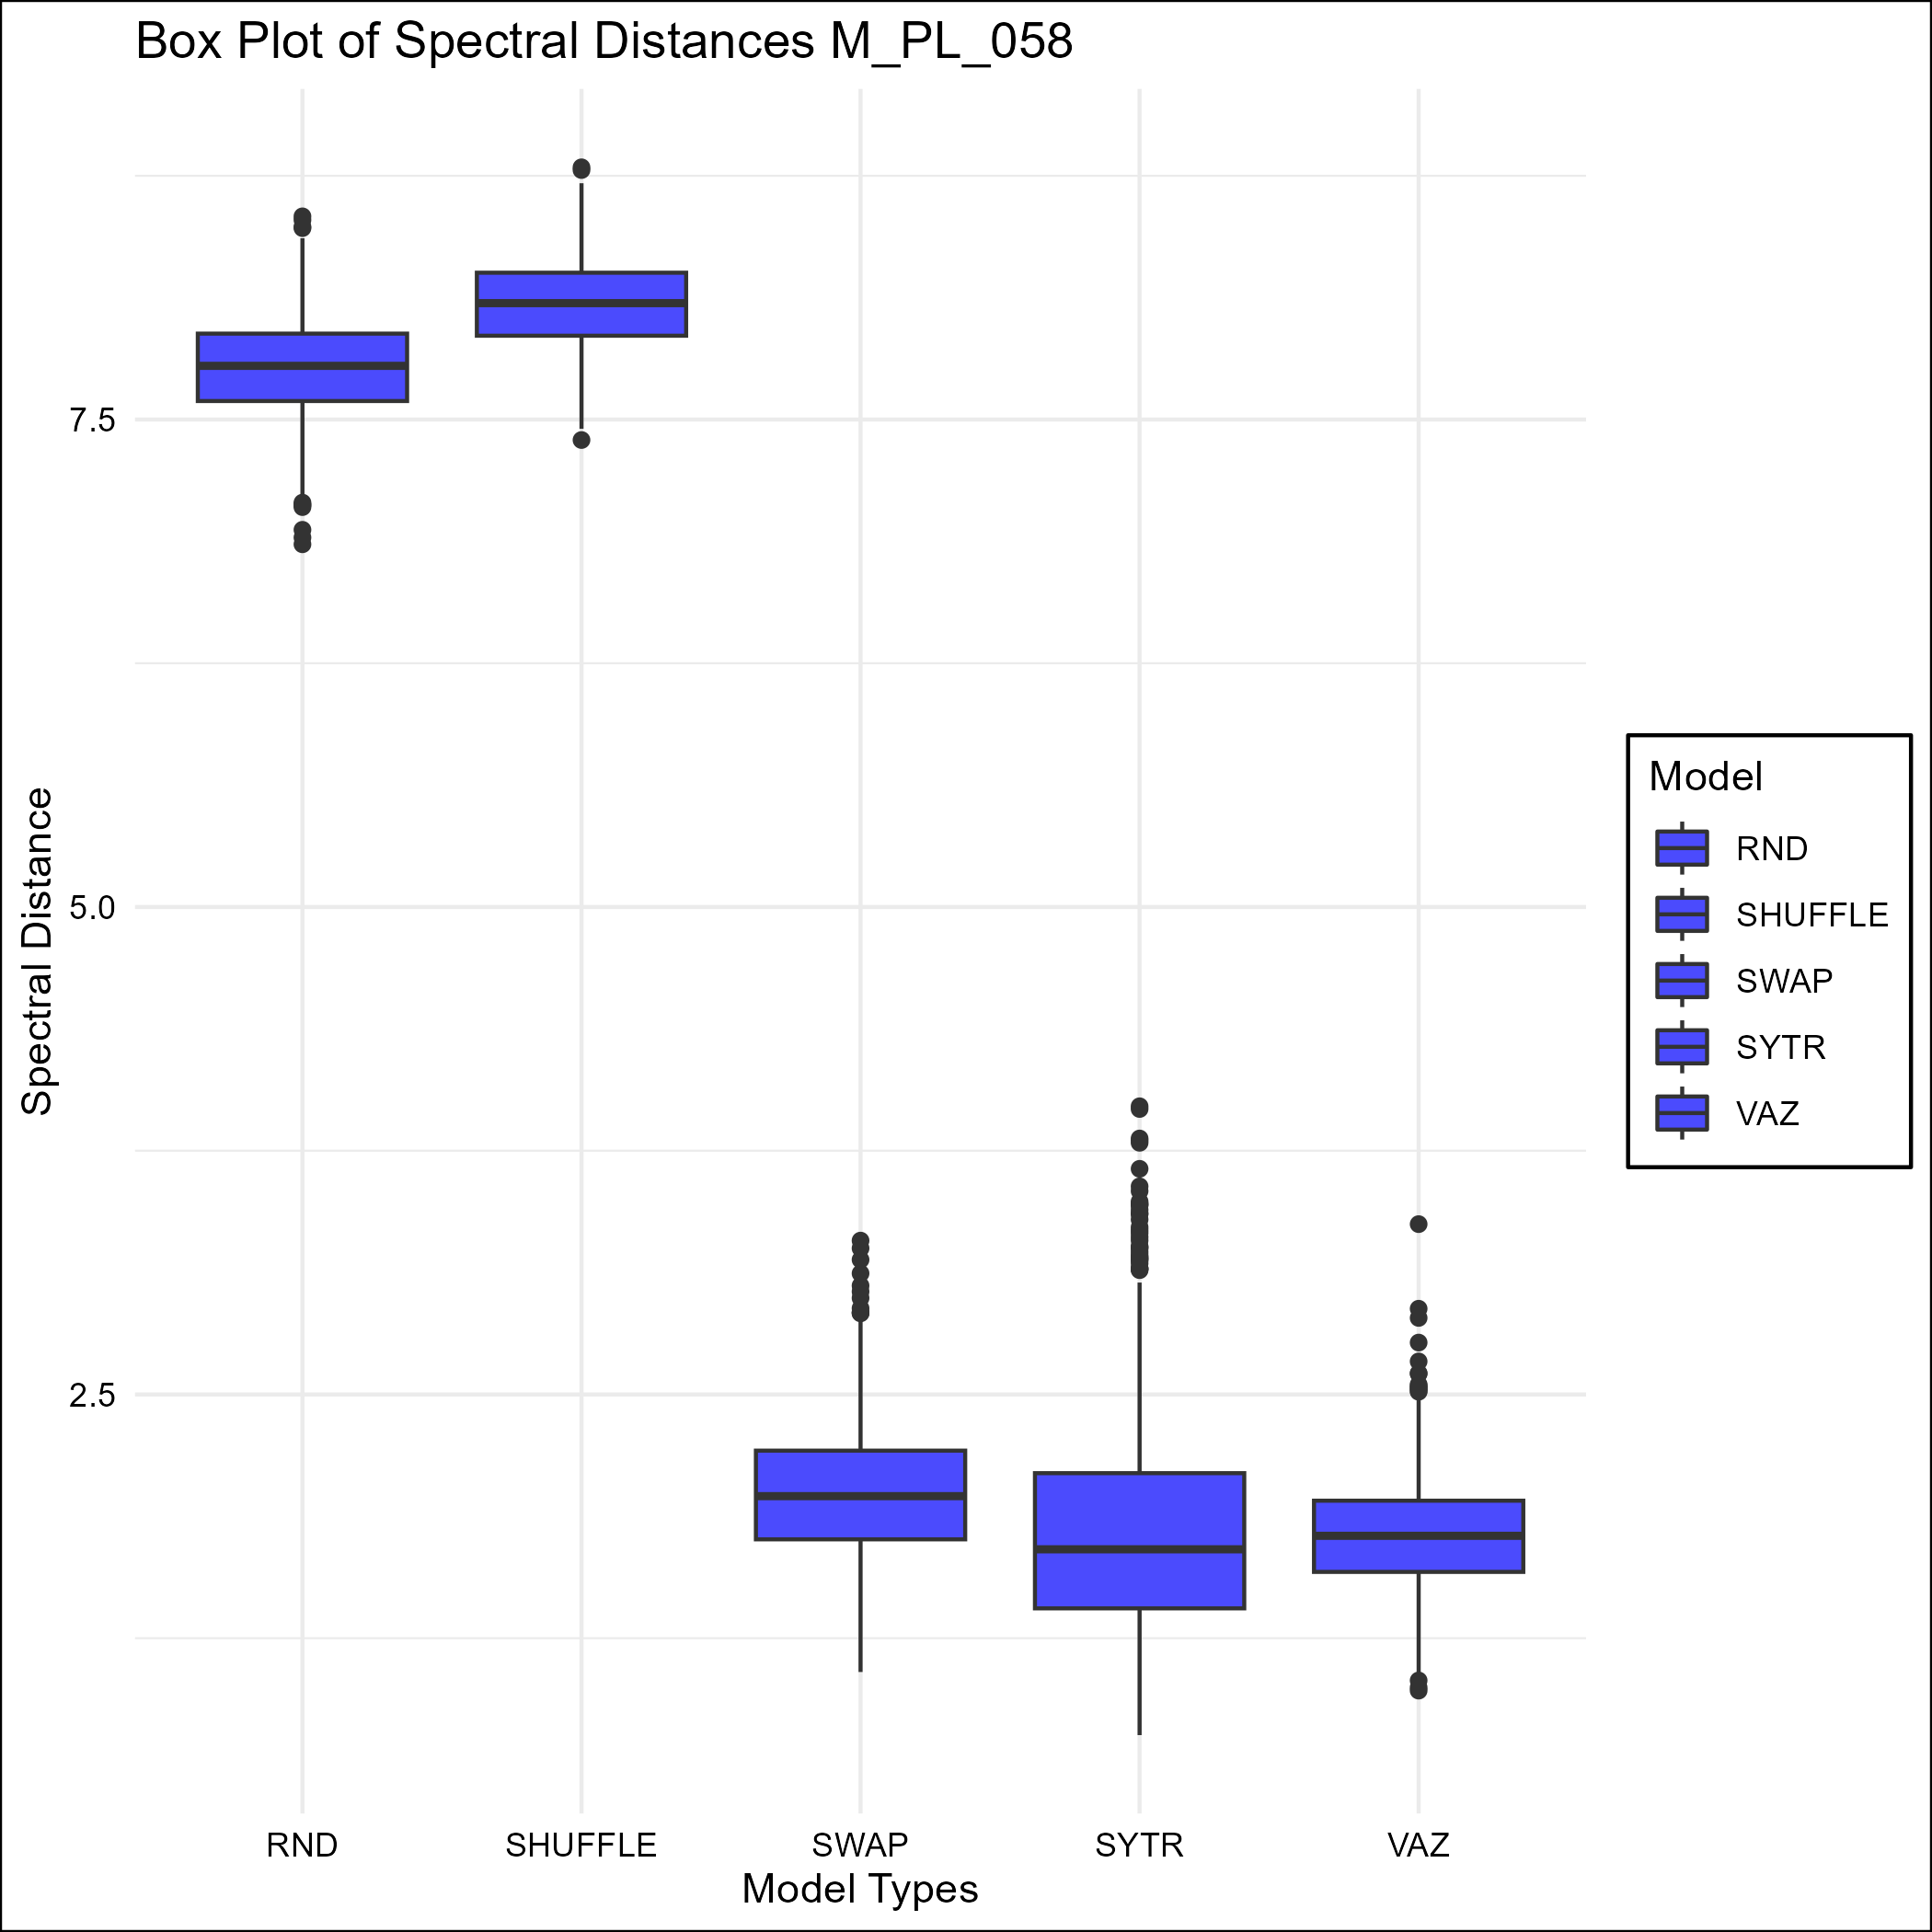 Box Plot of Spectral Distances M_PL_058
Spectral Distance
7.5
5.0
2.5
RND
SHUFFLE
SWAP
SYTR
VAZ
Model Types
Model
RND
SHUFFLE
SWAP
SYTR
VAZ